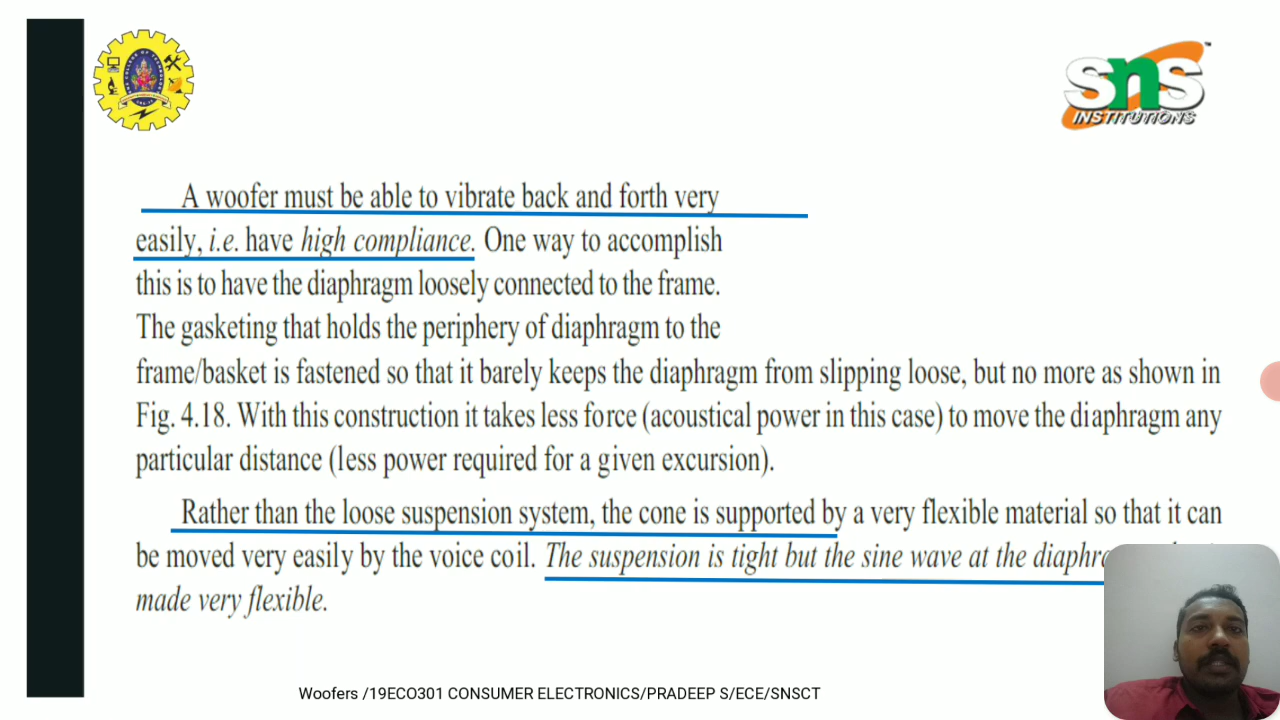 sns
INSTITUTIONS
A woofer must be able to vibrate back and forth very
easily, i.e. have high compliance. One way to accomplish
this is to have the diaphragm loosely connected to the frame.
The gasketing that holds the periphery of diaphragm to the
frame/basket is fastened so that it barely keeps the diaphragm from slipping loose, but no more as shown in
Fig. 4.18. With this construction it takes less force (acoustical power in this case) to move the diaphragm any
particular distance (less power required for a given excursion).
Rather than the loose suspension system, the cone is supported by a very flexible material so that it can
be moved very easily by the voice coil. The suspension is tight but the sine wave at the
made very flexible.
Woofers /19ECO301 CONSUMER ELECTRONICS/PRADEEP S/ECE/SNSCT